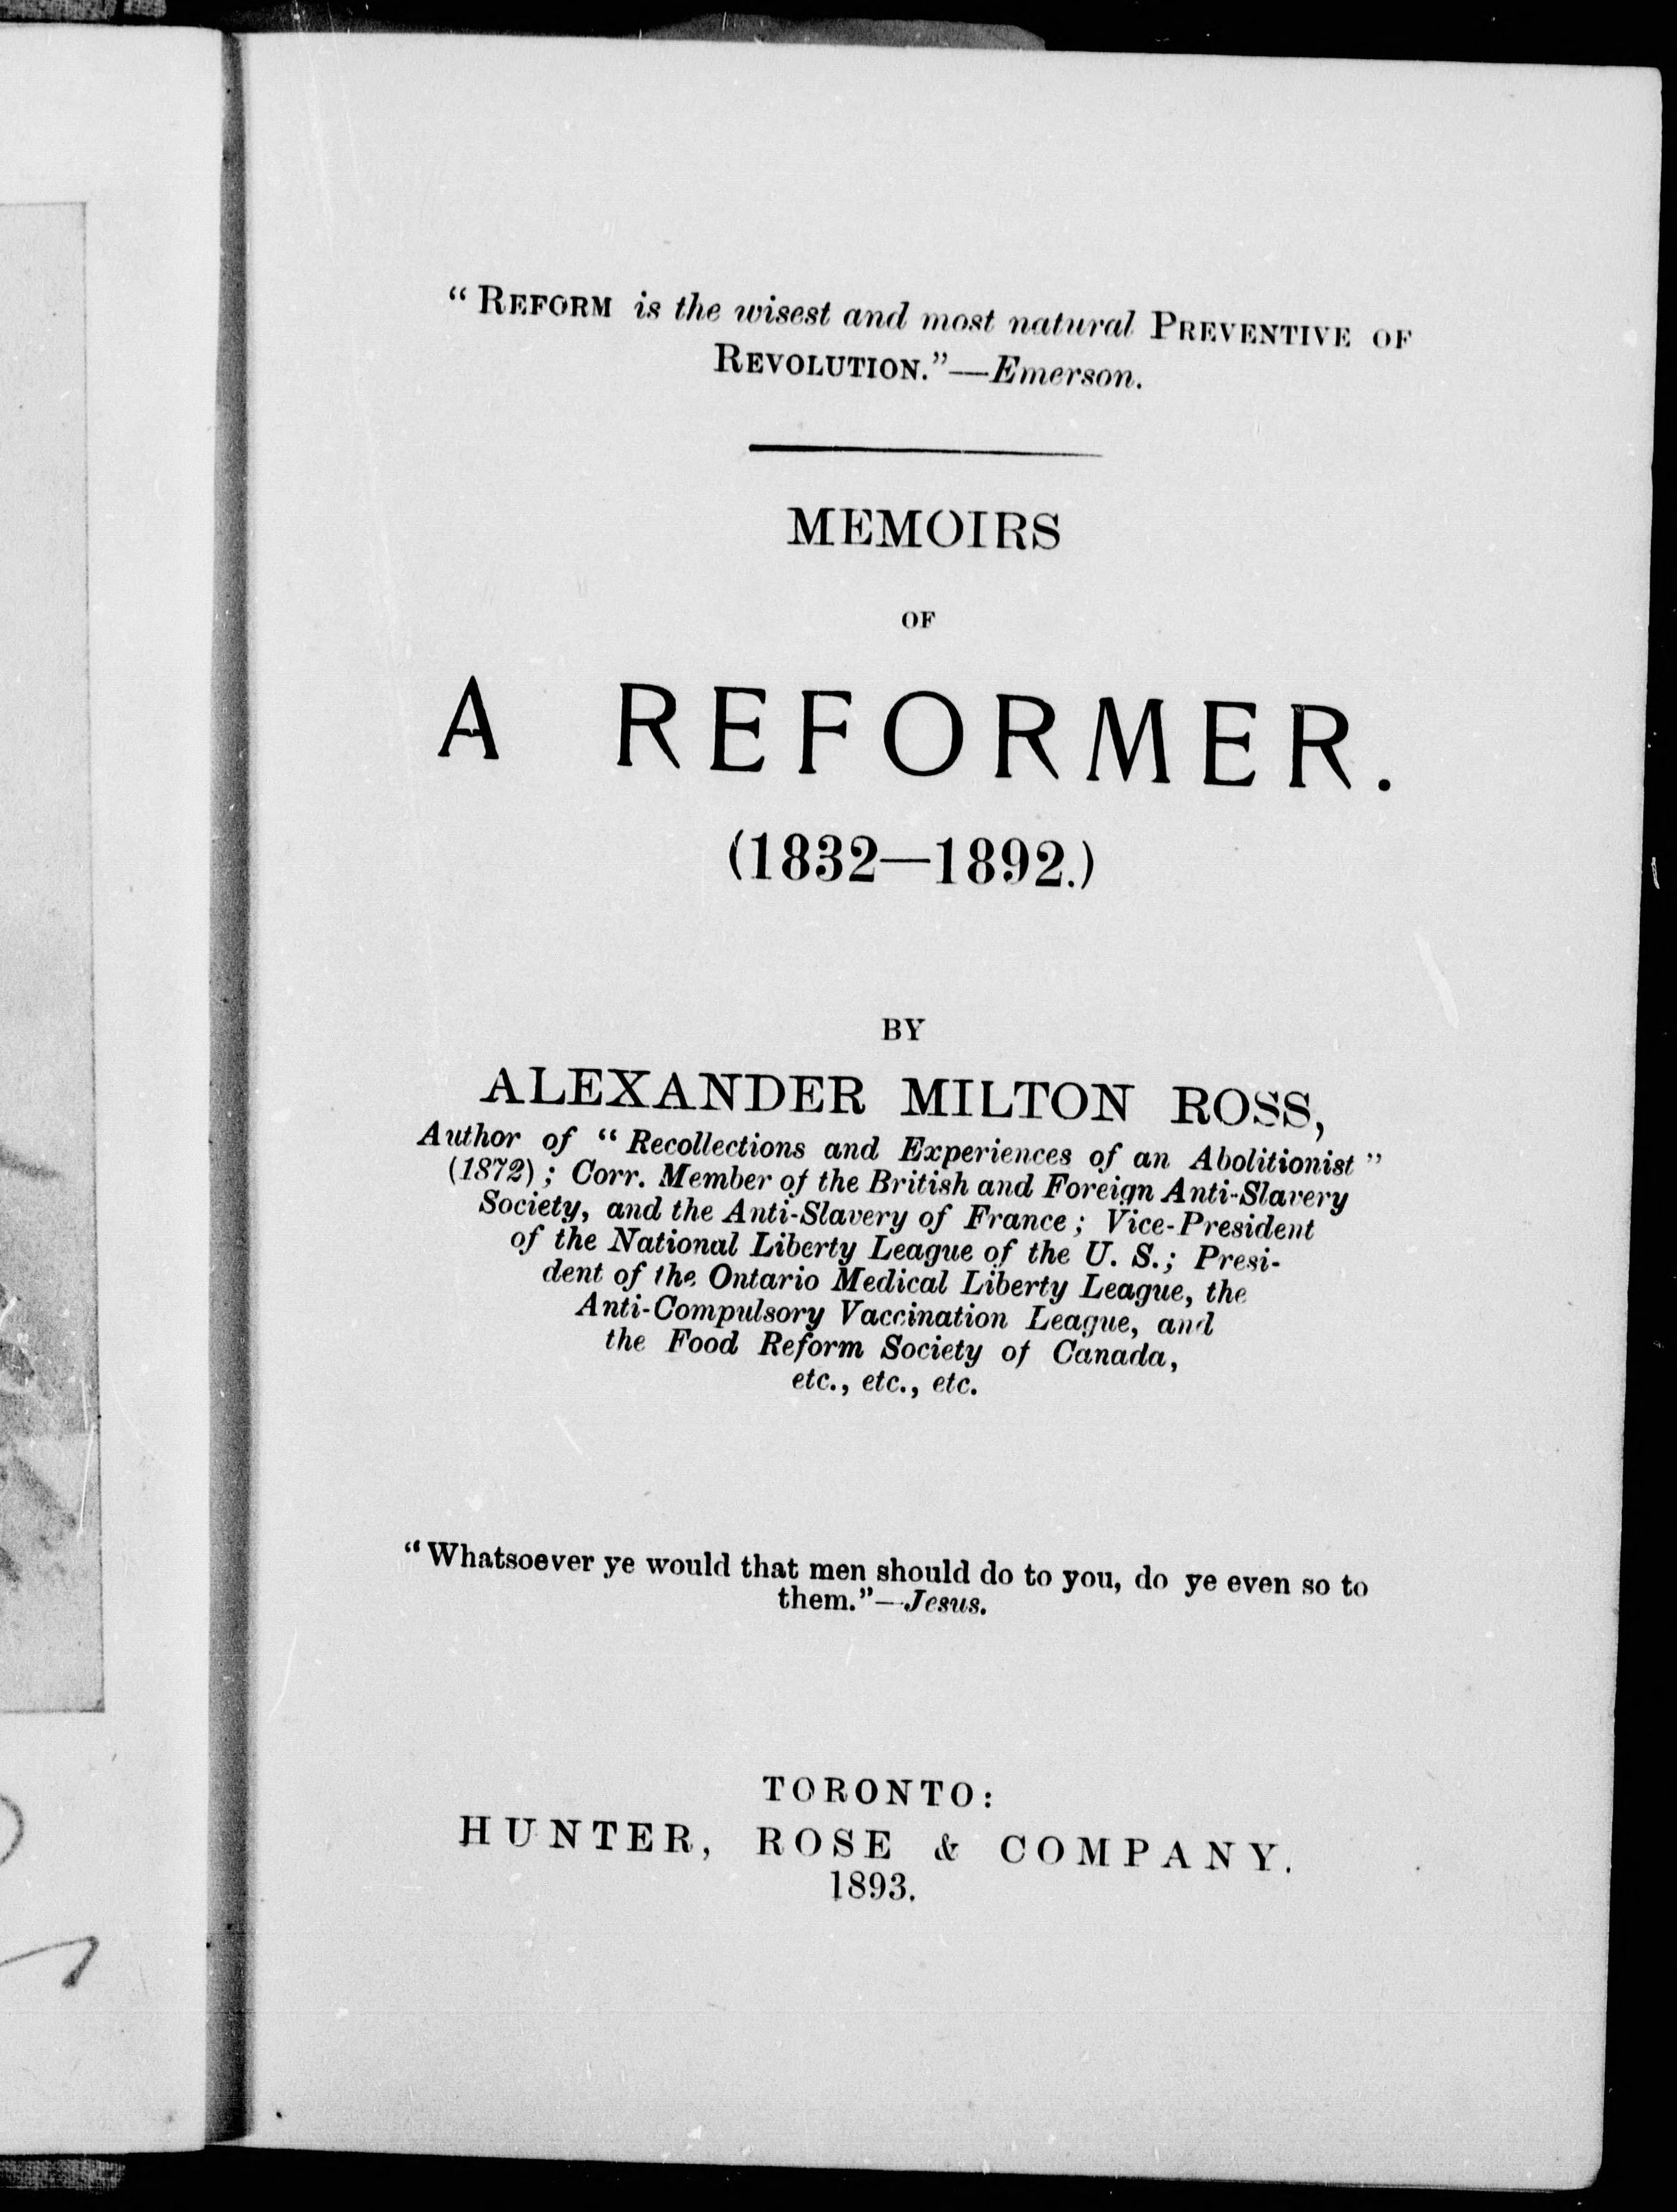 “REFORM is the wisest and most natural PREVENTIVE OF
REVOLUTION.”—Emerson.
MEMOIRS
OF
A REFORMER.
(1832—1892.)
BY
ALEXANDER MILTON ROSS,
Author of “Recollections and Experiences of an Abolitionist”
(1872); Corr. Member of the British and Foreign Anti-Slavery
Society, and the Anti-Slavery of France; Vice-President
of the National Liberty League of the U. S.; Presi-
dent of the Ontario Medical Liberty League, the
Anti-Compulsory Vaccination League, and
the Food Reform Society of Canada,
etc., etc., etc.
“Whatsoever ye would that men should do to you, do ye even so to
them.”—Jesus.
TORONTO:
HUNTER, ROSE & COMPANY.
1893.